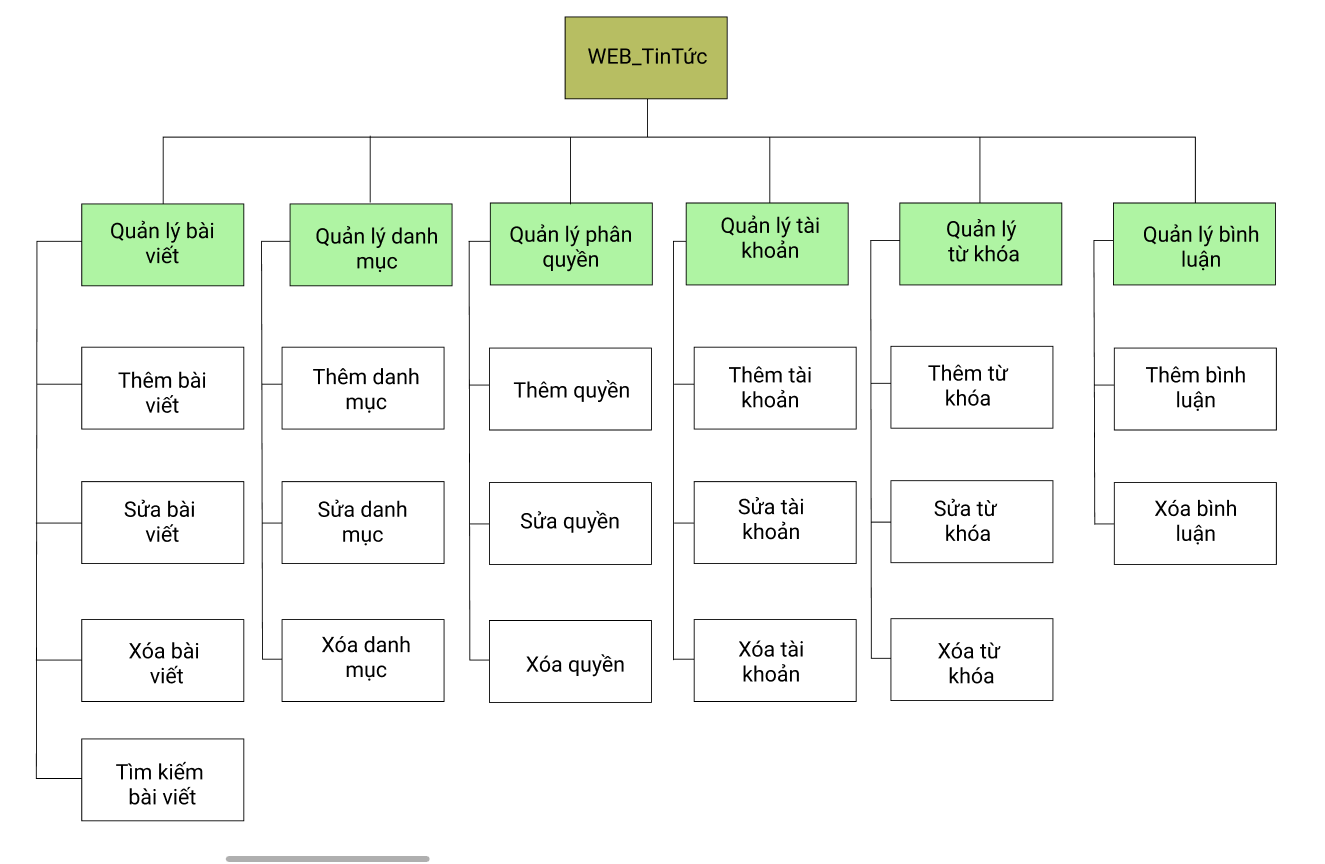 WEB_TinTức
Quản lý bài
viết
Quản lý danh
mục
Quản lý phân
quyền
Quản lý tài
khoản
Quản lý
từ khóa
Quản lý bình
luận
Thêm bài
viết
Thêm danh
mục
Thêm quyền
Thêm tài
khoản
Thêm từ
khóa
Thêm bình
luận
Sửa bài
viết
Sửa danh
mục
Sửa quyền
Sửa tài
khoản
Sửa từ
khóa
Xóa bình
luận
Xóa bài
viết
Xóa danh
mục
Xóa quyền
Xóa tài
khoản
Xóa từ
khóa
Tìm kiếm
bài viết